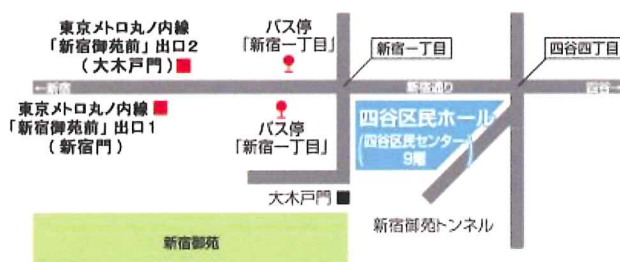 東京メトロ丸ノ内線
「新宿御苑前」出口2
(大木戸門)
バス停
「新宿一丁目」
新宿一丁目
四谷四丁目
←新宿
新宿通り
四谷→
東京メトロ丸ノ内線
「新宿御苑前」出口1
(新宿門)
バス停
「新宿一丁目」
四谷区民ホール
(四谷区民センター
9階)
大木戸門
新宿御苑トンネル
新宿御苑